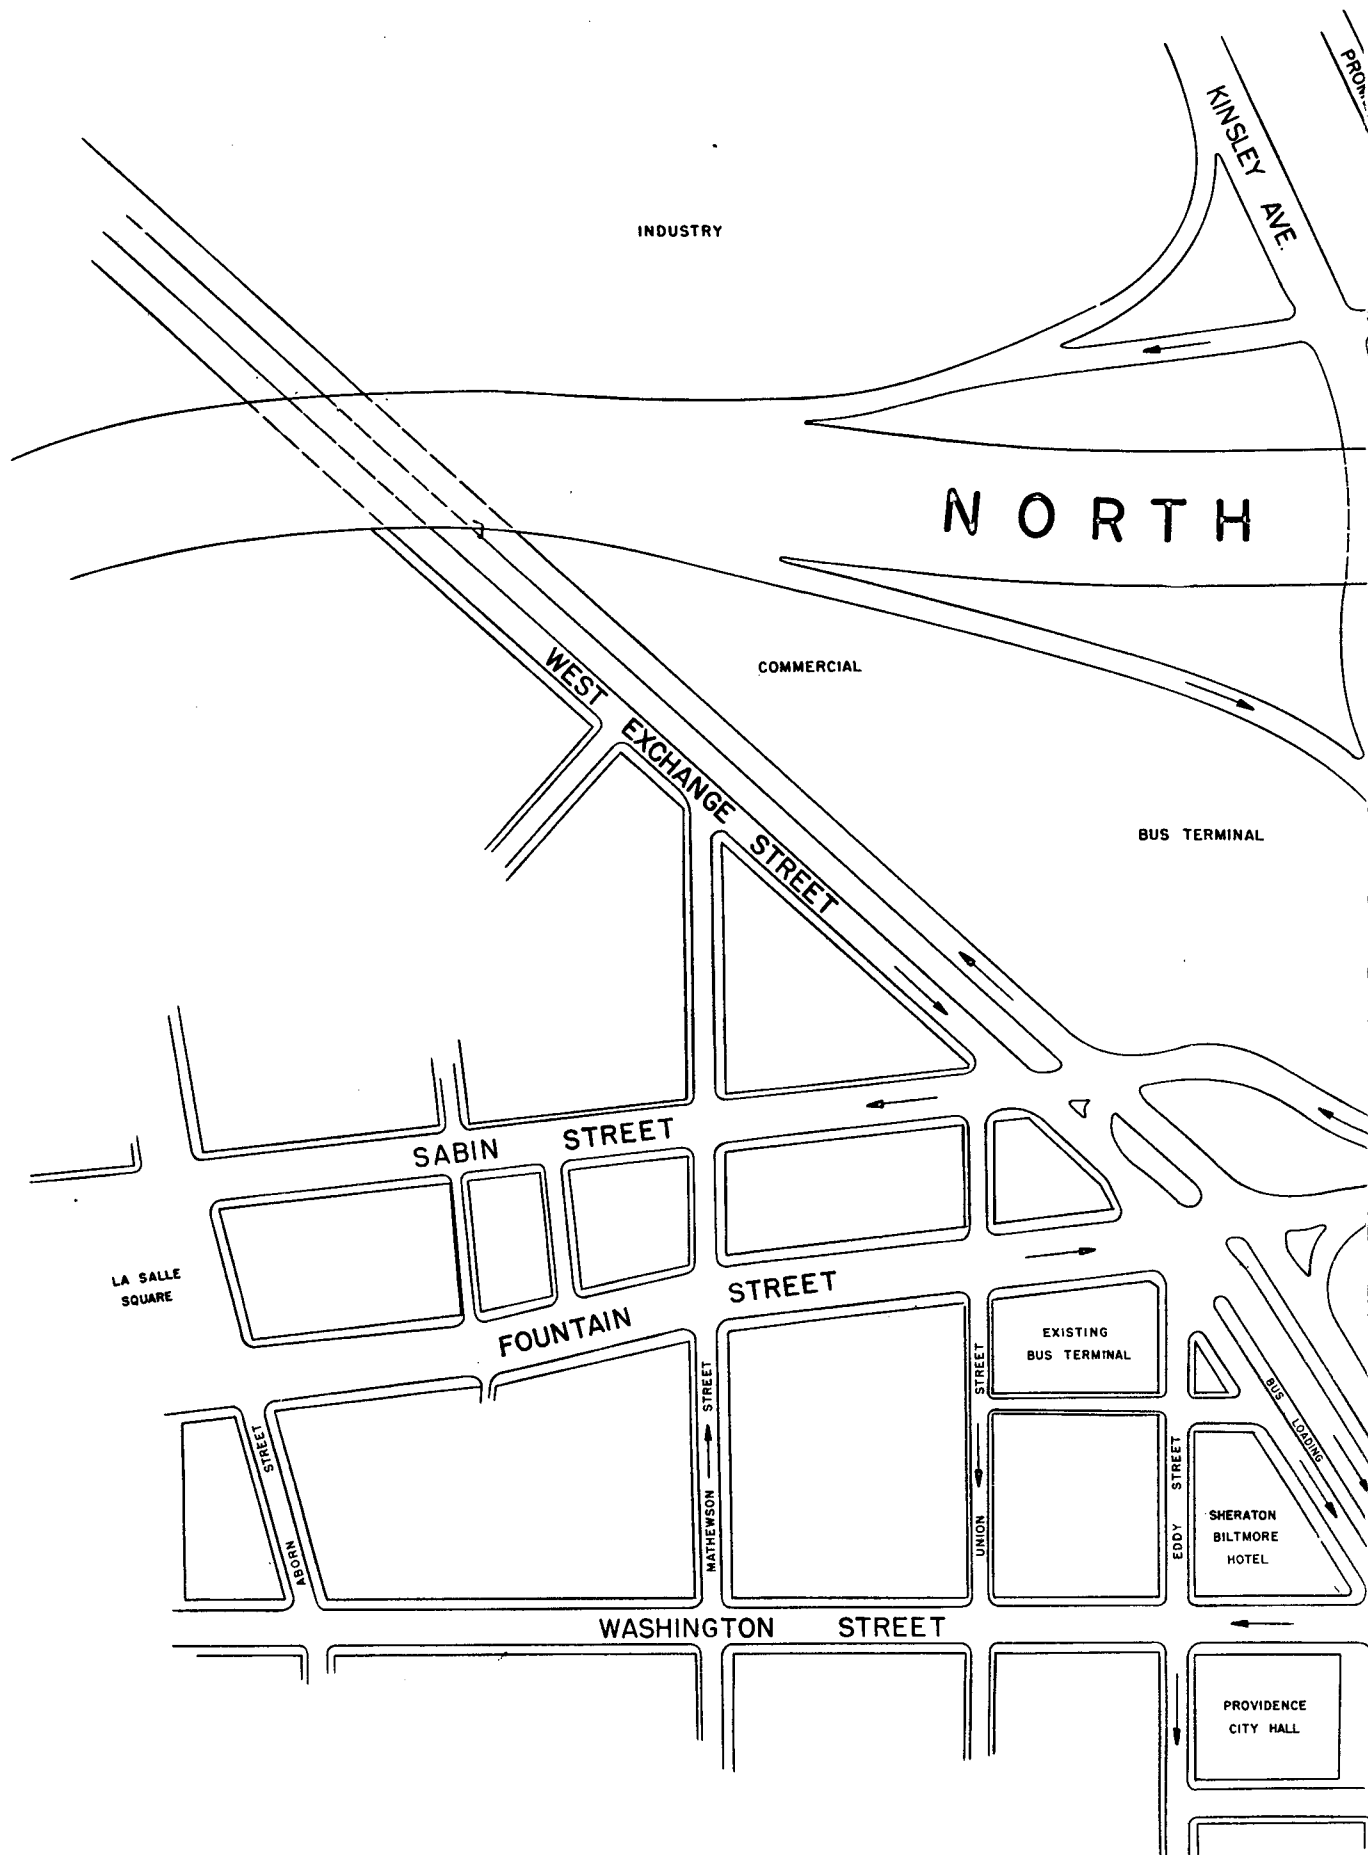 KINSLEY AVE.
INDUSTRY
NORTH
COMMERCIAL
WEST EXCHANGE STREET
BUS TERMINAL
SABIN STREET
LA SALLE
SQUARE
FOUNTAIN STREET
EXISTING
BUS TERMINAL
BUS LOADING
ABORN STREET
MATHEWSON STREET
UNION STREET
EDDY STREET
SHERATON
BILTMORE
HOTEL
WASHINGTON STREET
PROVIDENCE
CITY HALL